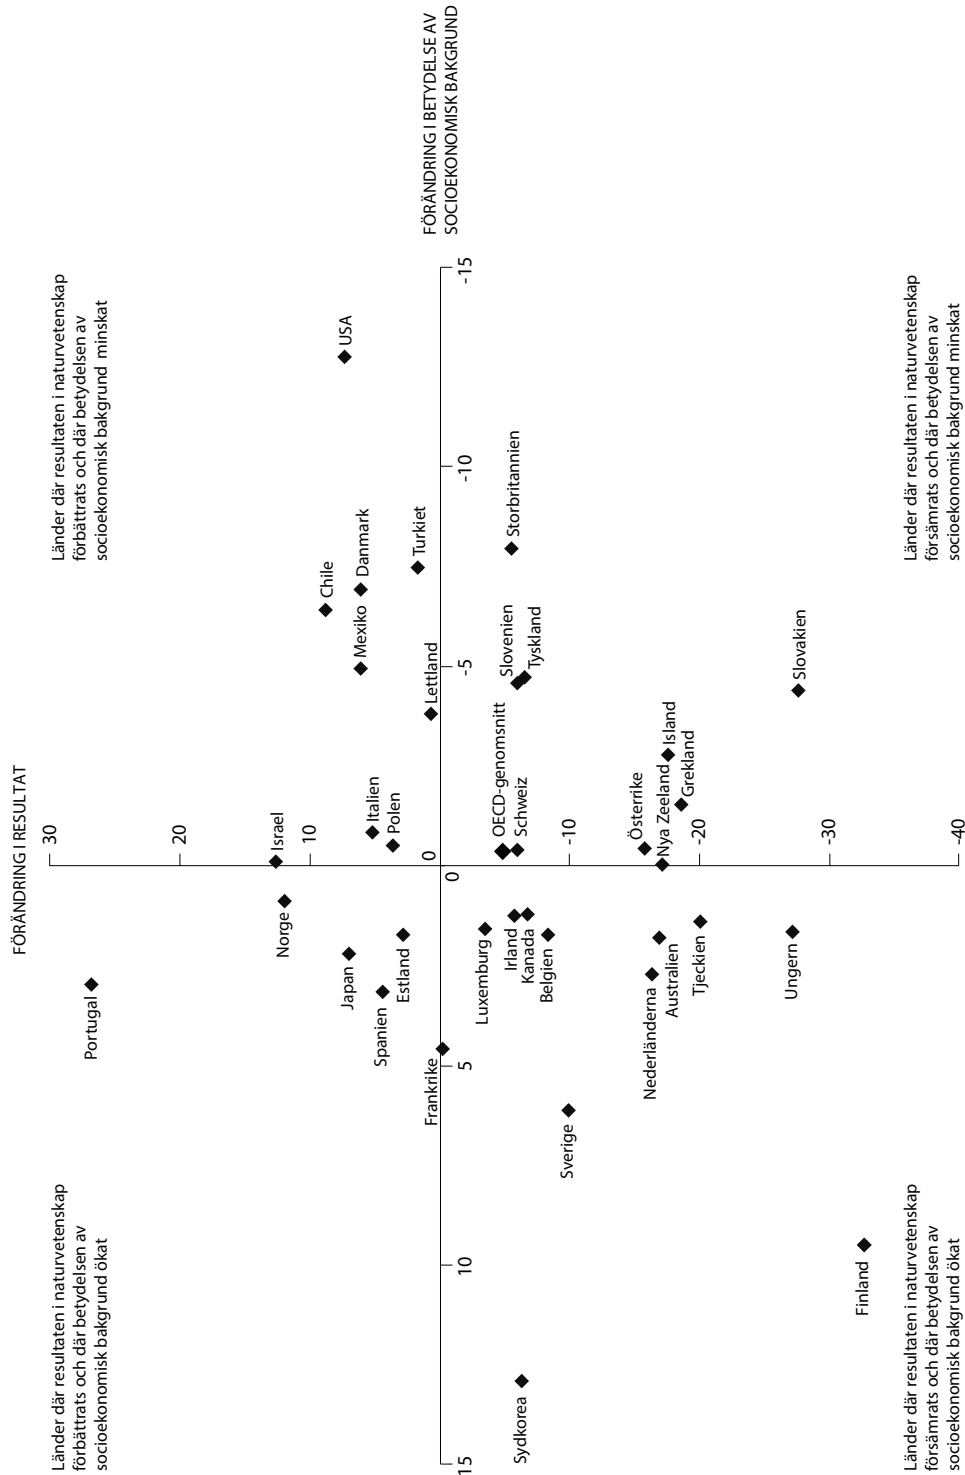 FÖRÄNDRING I RESULTAT
Länder där resultaten i naturvetenskap
förbättrats och där betydelsen av
socioekonomisk bakgrund ökat
Länder där resultaten i naturvetenskap
förbättrats och där betydelsen av
socioekonomisk bakgrund minskat
30
20
10
0
-10
-20
-30
-40
15
10
5
0
-5
-10
-15
FÖRÄNDRING I BETYDELSE AV
SOCIOEKONOMISK BAKGRUND
Portugal
Israel
Norge
Chile
USA
Japan
Mexiko
Danmark
Italien
Spanien
Polen
Estland
Turkiet
Lettland
Frankrike
Luxemburg
OECD-genomsnitt
Storbritannien
Irland
Schweiz
Slovenien
Sydkorea
Tyskland
Kanada
Belgien
Sverige
Österrike
Nederländerna
Nya Zeeland
Australien
Island
Grekland
Tjeckien
Ungern
Slovakien
Finland
Länder där resultaten i naturvetenskap
försämrats och där betydelsen av
socioekonomisk bakgrund ökat
Länder där resultaten i naturvetenskap
försämrats och där betydelsen av
socioekonomisk bakgrund minskat